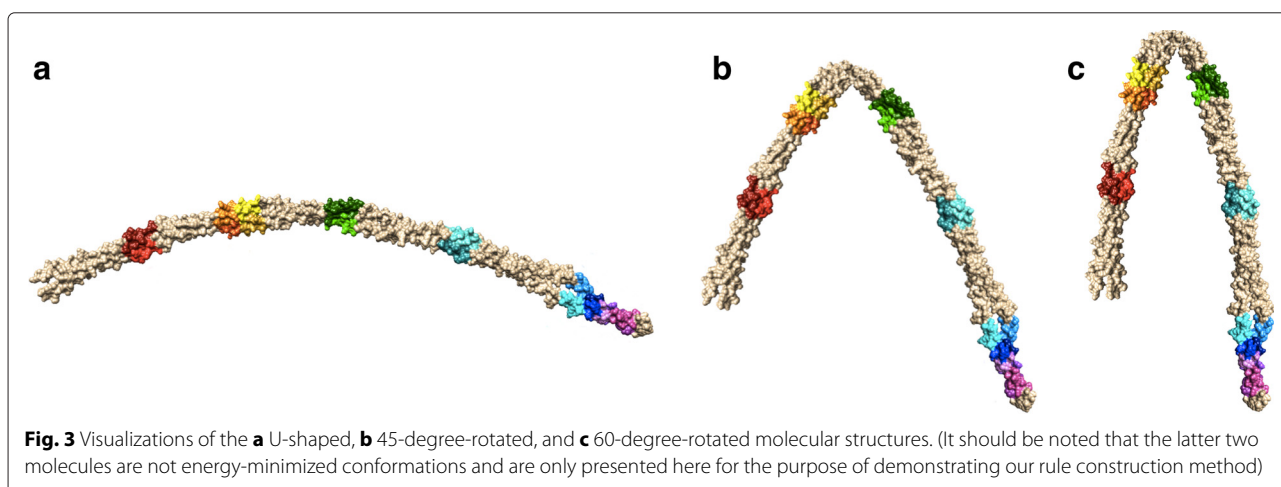 a
b
c
Fig. 3 Visualizations of the a U-shaped, b 45-degree-rotated, and c 60-degree-rotated molecular structures. (It should be noted that the latter two
molecules are not energy-minimized conformations and are only presented here for the purpose of demonstrating our rule construction method)